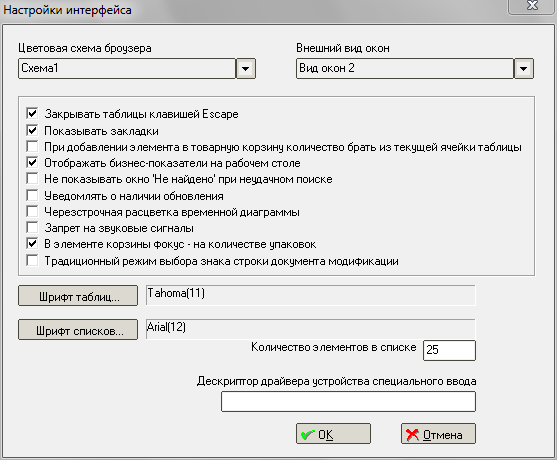 Настройки интерфейса
Цветовая схема броузера
Внешний вид окон
Схема1
Вид окон 2
Закрывать таблицы клавишей Escape
Показывать закладки
При добавлении элемента в товарную корзину количество брать из текущей ячейки таблицы
Отображать бизнес-показатели на рабочем столе
Не показывать окно 'Не найдено' при неудачном поиске
Уведомлять о наличии обновления
Черезстрочная расцветка временной диаграммы
Запрет на звуковые сигналы
В элементе корзины фокус - на количестве упаковок
Традиционный режим выбора знака строки документа модификации
Шрифт таблиц...
Tahoma(11)
Шрифт списков...
Arial(12)
Количество элементов в списке
25
Дескриптор драйвера устройства специального ввода
OK
Отмена